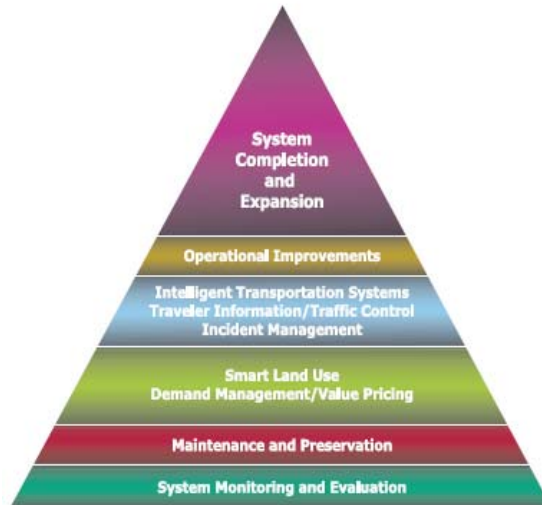 System
Completion
and
Expansion
Operational Improvements
Intelligent Transportation Systems
Traveler Information/Traffic Control
Incident Management
Smart Land Use
Demand Management/Value Pricing
Maintenance and Preservation
System Monitoring and Evaluation